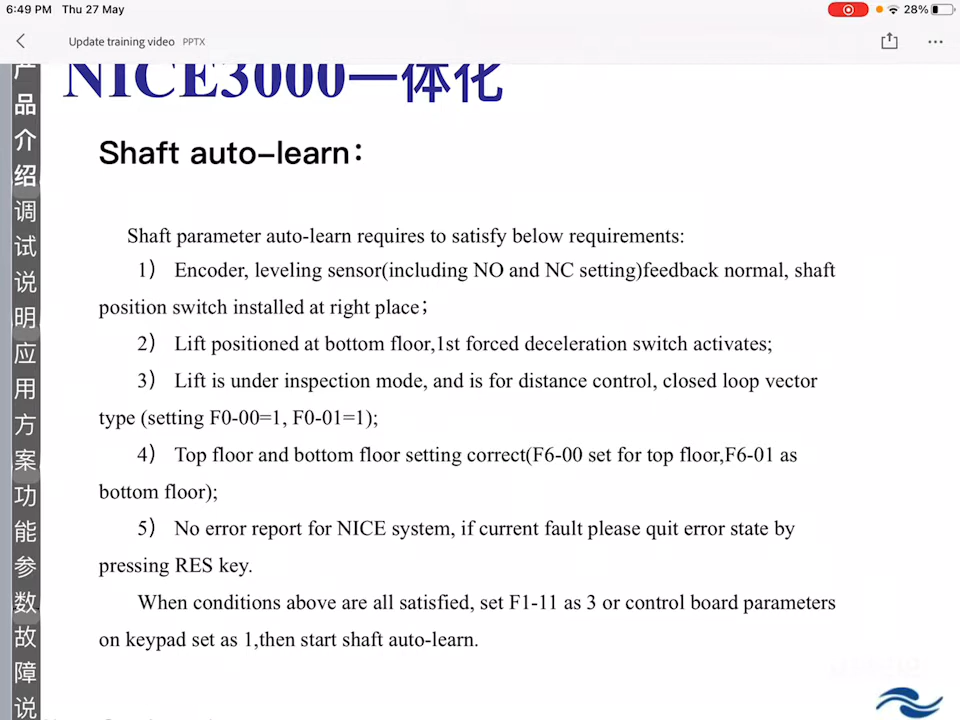 6:49 PM Thu 27 May
28%
Update training video PPTX
NICE3000一体化
产品介绍调试说明应用方案功能参数故障说
Shaft auto-learn：
Shaft parameter auto-learn requires to satisfy below requirements:
1） Encoder, leveling sensor(including NO and NC setting)feedback normal, shaft
position switch installed at right place；
2） Lift positioned at bottom floor,1st forced deceleration switch activates;
3） Lift is under inspection mode, and is for distance control, closed loop vector
type (setting F0-00=1, F0-01=1);
4） Top floor and bottom floor setting correct(F6-00 set for top floor,F6-01 as
bottom floor);
5） No error report for NICE system, if current fault please quit error state by
pressing RES key.
When conditions above are all satisfied, set F1-11 as 3 or control board parameters
on keypad set as 1,then start shaft auto-learn.